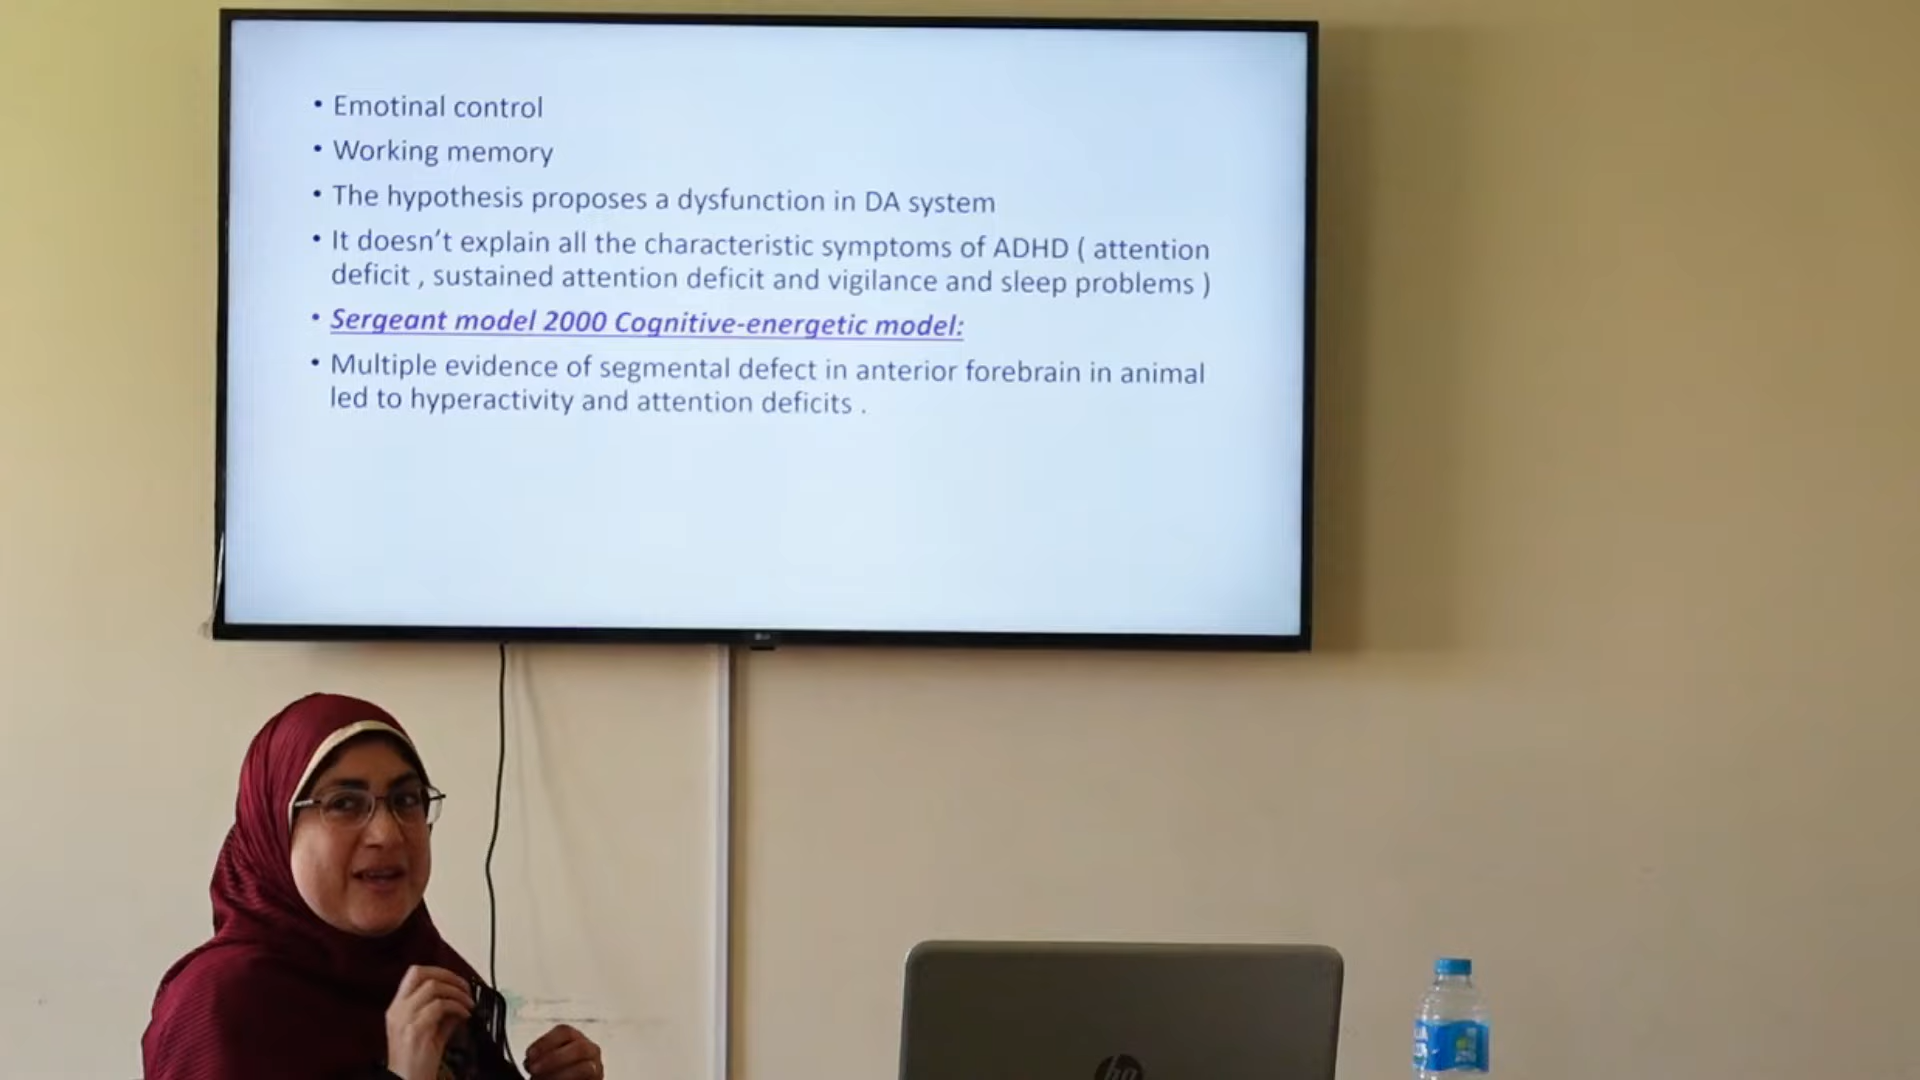 • Emotinal control
• Working memory
• The hypothesis proposes a dysfunction in DA system
• It doesn't explain all the characteristic symptoms of ADHD ( attention
deficit , sustained attention deficit and vigilance and sleep problems )
• Sergeant model 2000 Cognitive-energetic model:
• Multiple evidence of segmental defect in anterior forebrain in animal
led to hyperactivity and attention deficits .
LG
hp